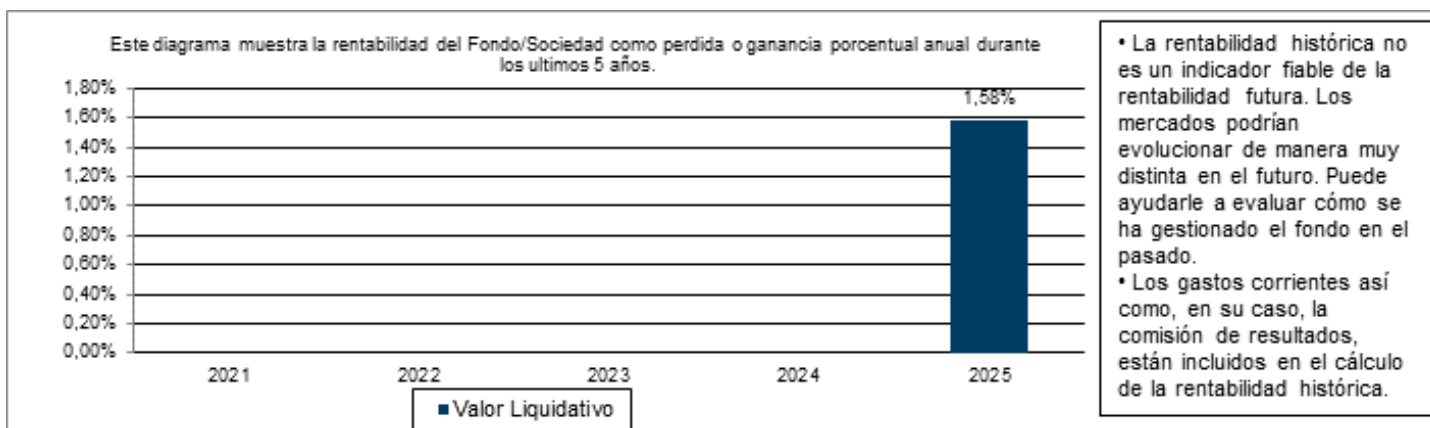 Este diagrama muestra la rentabilidad del Fondo/Sociedad como perdida o ganancia porcentual anual durante
los ultimos 5 años.
1,80%
1,60%
1,40%
1,20%
1,00%
0,80%
0,60%
0,40%
0,20%
0,00%
1,58%
2021
2022
2023
2024
2025
Valor Liquidativo
• La rentabilidad histórica no
es un indicador fiable de la
rentabilidad futura. Los
mercados podrían
evolucionar de manera muy
distinta en el futuro. Puede
ayudarle a evaluar cómo se
ha gestionado el fondo en el
pasado.
• Los gastos corrientes así
como, en su caso, la
comisión de resultados,
están incluidos en el cálculo
de la rentabilidad histórica.